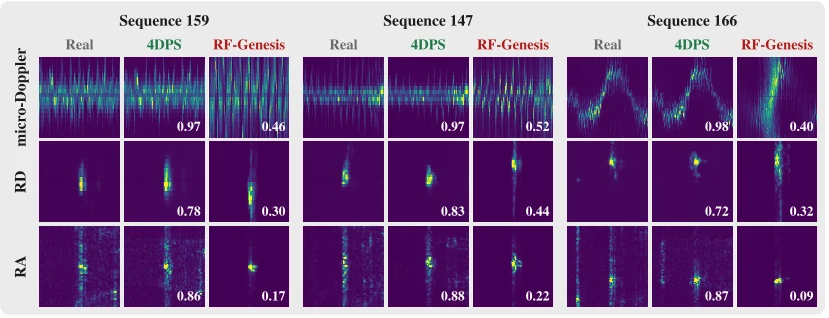 Sequence 159 Sequence 147 Sequence 166
Real 4DPS RF-Genesis Real 4DPS RF-Genesis Real 4DPS RF-Genesis
micro-Doppler 0.97 0.46 0.97 0.52 0.98 0.40
RD 0.78 0.30 0.83 0.44 0.72 0.32
RA 0.86 0.17 0.88 0.22 0.87 0.09